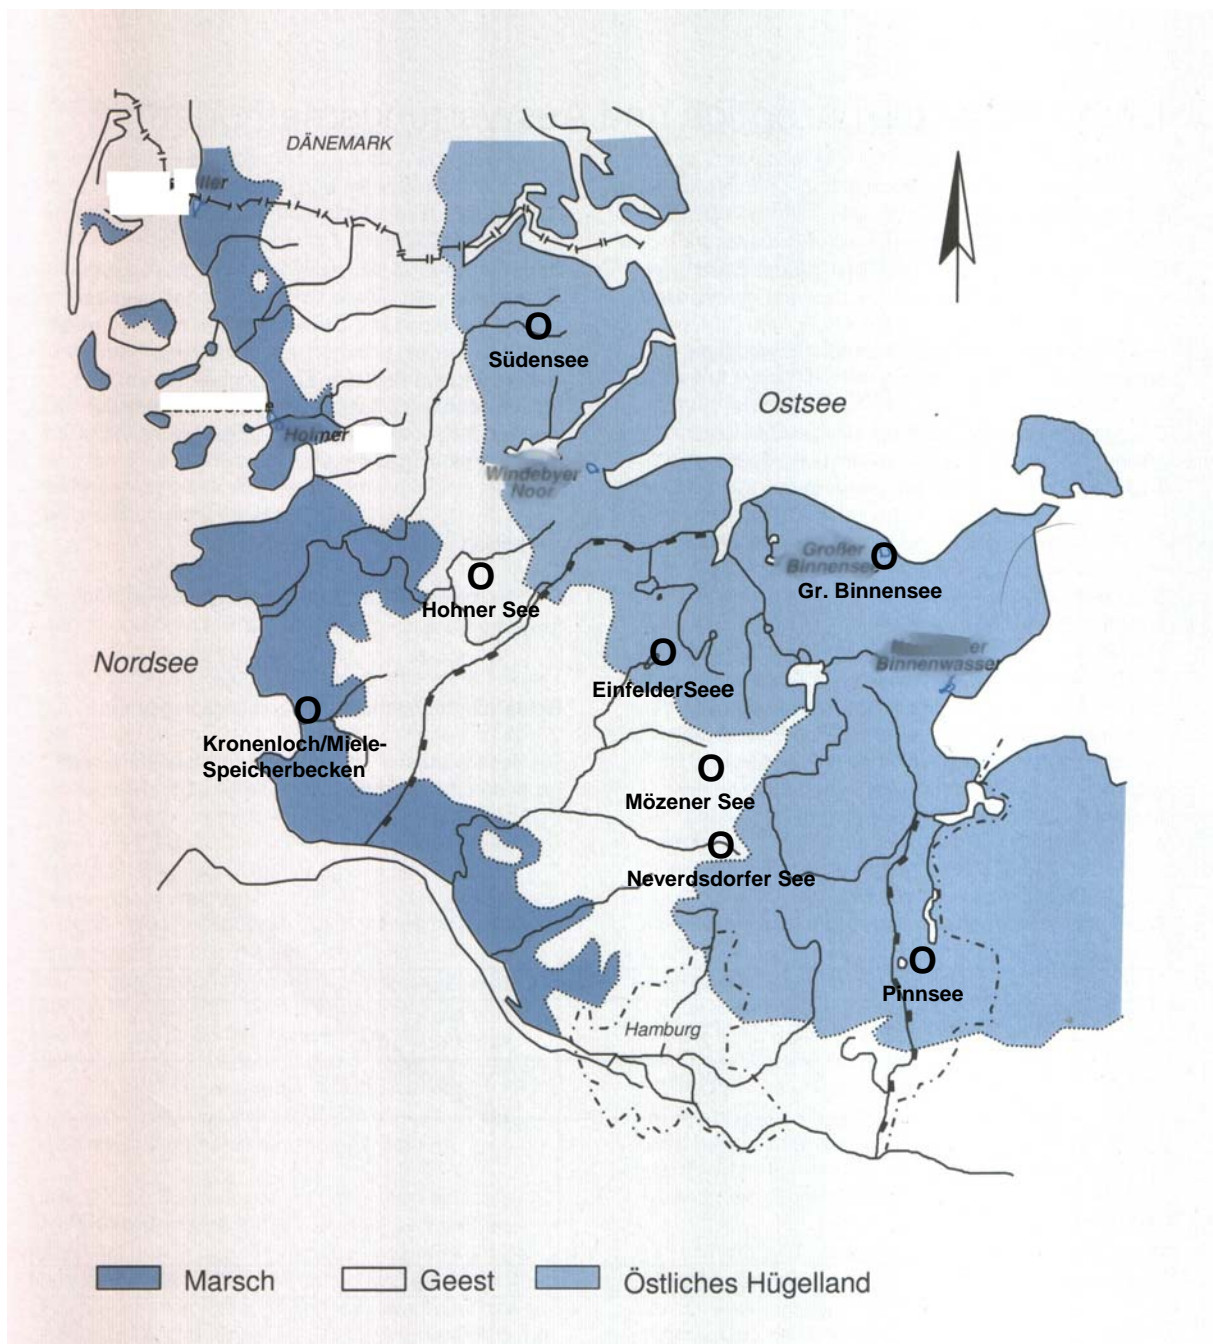 DÄNEMARK
Südensee
Ostsee
Holmer
Windebyer
Noor
Großer
Binnensee
Gr. Binnensee
Hohner See
Binnenwasser
Nordsee
EinfelderSeee
Kronenloch/Miele-
Speicherbecken
Mözener See
Neverdsdorfer See
Pinnsee
Hamburg
Marsch
Geest
Östliches Hügelland